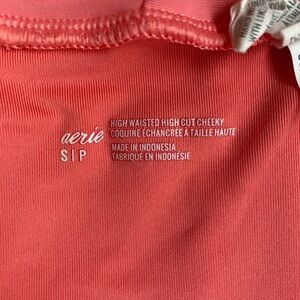 aerie
S|P
HIGH WAISTED HIGH CUT CHEEKY
COQUINE ÉCHANCRÉE À TAILLE HAUTE
MADE IN INDONESIA
FABRIQUÉ EN INDONÉSIE